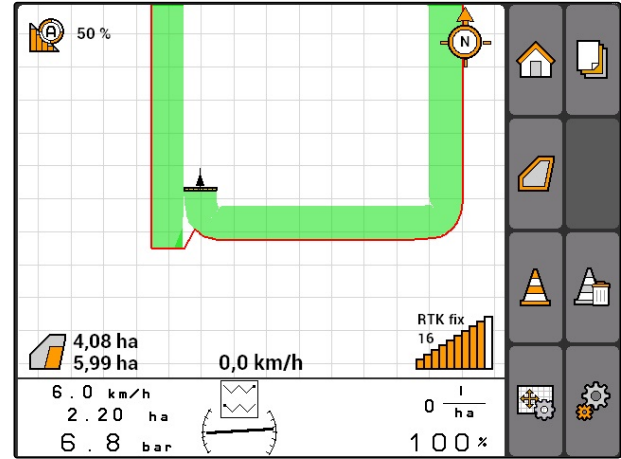 A 50 %
N
RTK fix
16
4,08 ha
5,99 ha
0,0 km/h
6.0 km/h
2.20 ha
6.8 bar
0 l/ha
100%